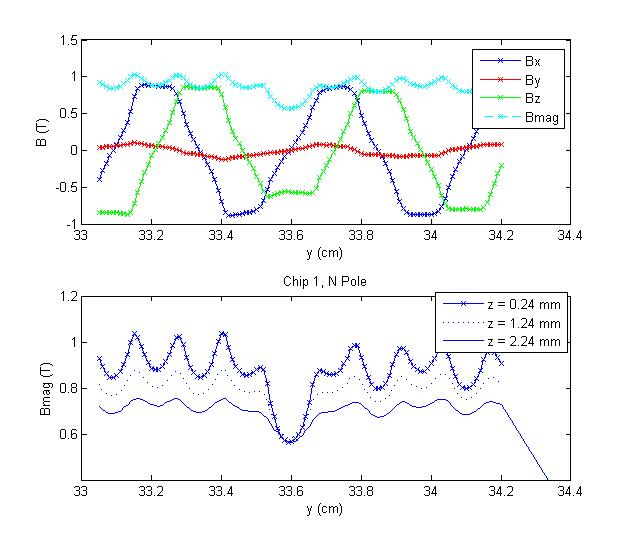 1.5
1
0.5
0
-0.5
-1
B (T)
Bx
By
Bz
Bmag
33
33.2
33.4
33.6
33.8
34
34.2
34.4
y (cm)
Chip 1, N Pole
1.2
1
0.8
0.6
Bmag (T)
z = 0.24 mm
z = 1.24 mm
z = 2.24 mm
33
33.2
33.4
33.6
33.8
34
34.2
34.4
y (cm)